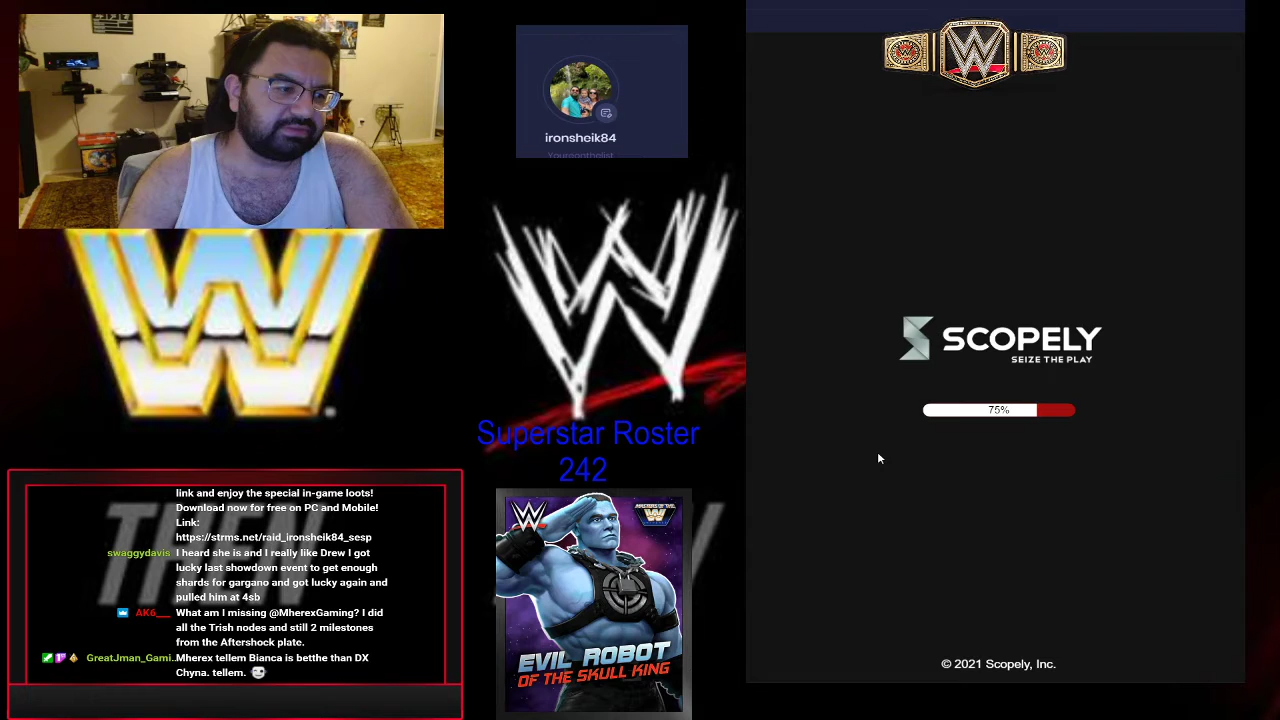 ironsheik84
Youreonthelist
SCOPELY
SEIZE THE PLAY
75%
© 2021 Scopely, Inc.
Superstar Roster
242
MASTERS OF THE
UNIVERSE
EVIL ROBOT
OF THE SKULL KING
THEN
link and enjoy the special in-game loots!
Download now for free on PC and Mobile!
Link:
https://strms.net/raid_ironsheik84_sesp
swaggydavis I heard she is and I really like Drew I got
lucky last showdown event to get enough
shards for gargano and got lucky again and
pulled him at 4sb
AK6___ What am I missing @MherexGaming? I did
all the Trish nodes and still 2 milestones
from the Aftershock plate.
GreatJman_Gami.. Mherex tellem Bianca is betthe than DX
Chyna. tellem.